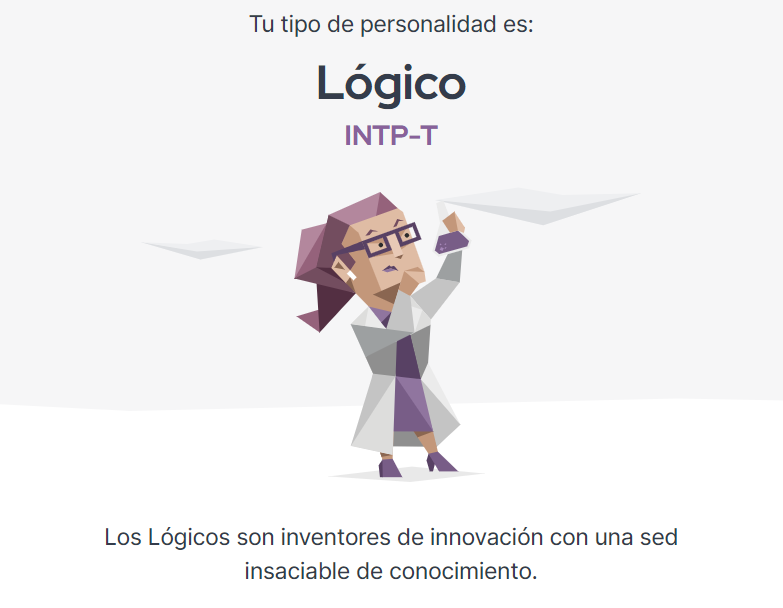 Tu tipo de personalidad es:
Lógico
INTP-T
Los Lógicos son inventores de innovación con una sed
insaciable de conocimiento.